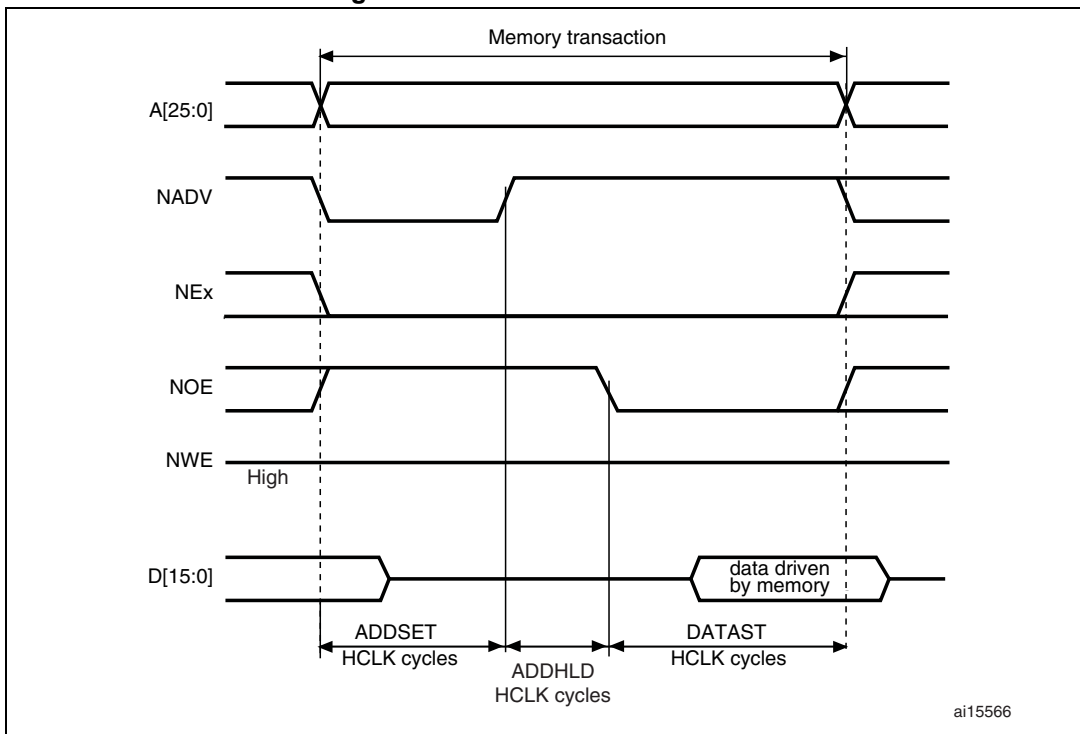 Memory transaction
A[25:0]
NADV
NEx
NOE
NWE
High
D[15:0]
data driven
by memory
ADDSET
HCLK cycles
ADDHLD
HCLK cycles
DATAST
HCLK cycles
ai15566